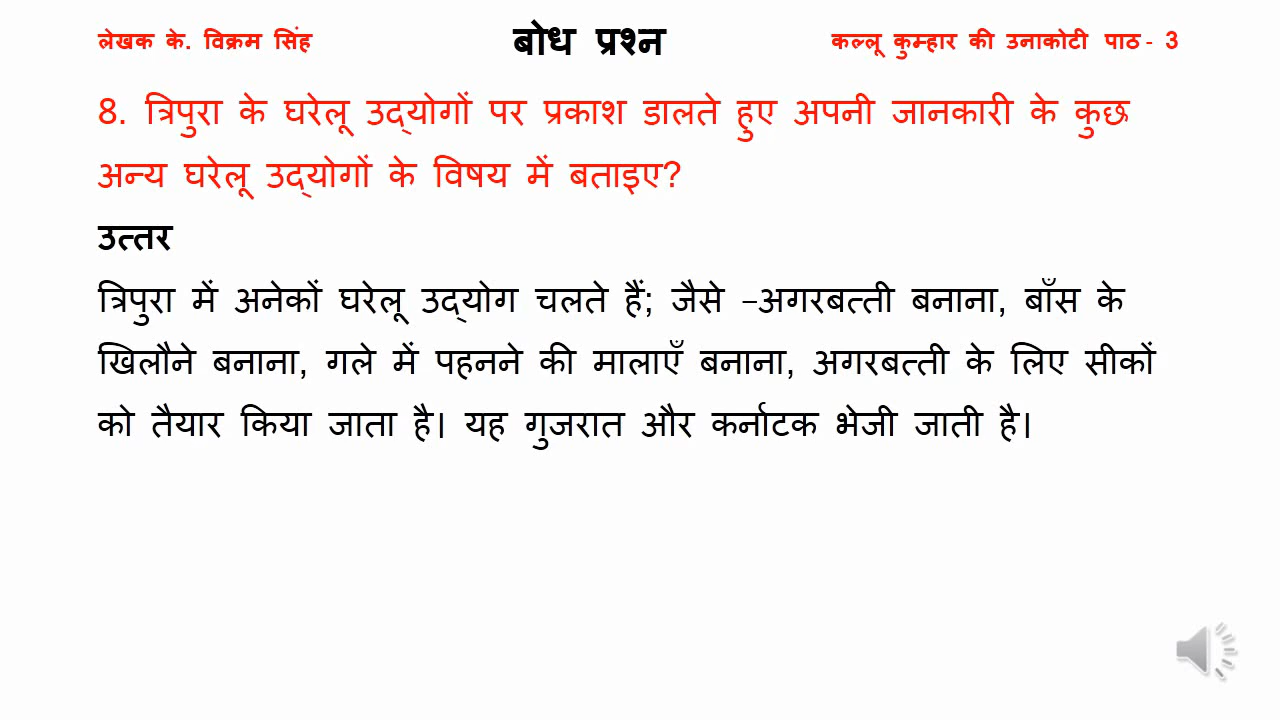 लेखक के. विक्रम सिंह बोध प्रश्न कल्लू कुम्हार की उनाकोटी पाठ - 3
8. त्रिपुरा के घरेलू उद्‌योगों पर प्रकाश डालते हुए अपनी जानकारी के कुछ
अन्य घरेलू उद्‌योगों के विषय में बताइए?
उत्तर
त्रिपुरा में अनेकों घरेलू उद्‌योग चलते हैं; जैसे –अगरबत्ती बनाना, बाँस के
खिलौने बनाना, गले में पहनने की मालाएँ बनाना, अगरबत्ती के लिए सीकों
को तैयार किया जाता है। यह गुजरात और कर्नाटक भेजी जाती है।